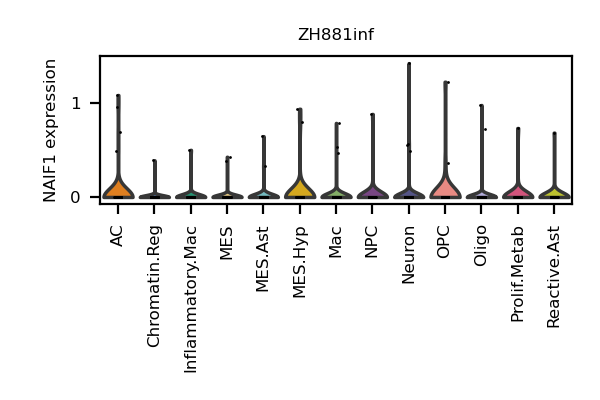 ZH881inf
NAIF1 expression
1
0
AC
Chromatin.Reg
Inflammatory.Mac
MES
MES.Ast
MES.Hyp
Mac
NPC
Neuron
OPC
Oligo
Prolif.Metab
Reactive.Ast